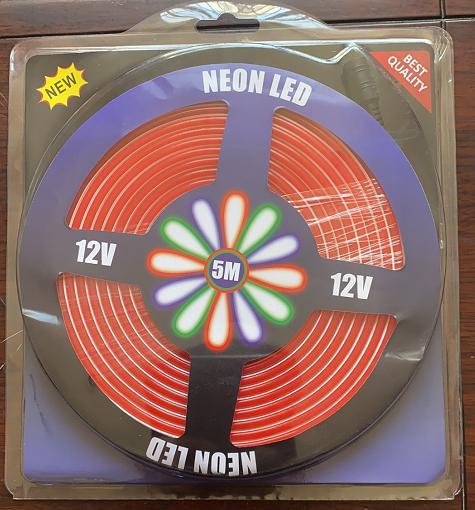 NEW
BEST
QUALITY
NEON LED
12V
5M
12V
NEON LED